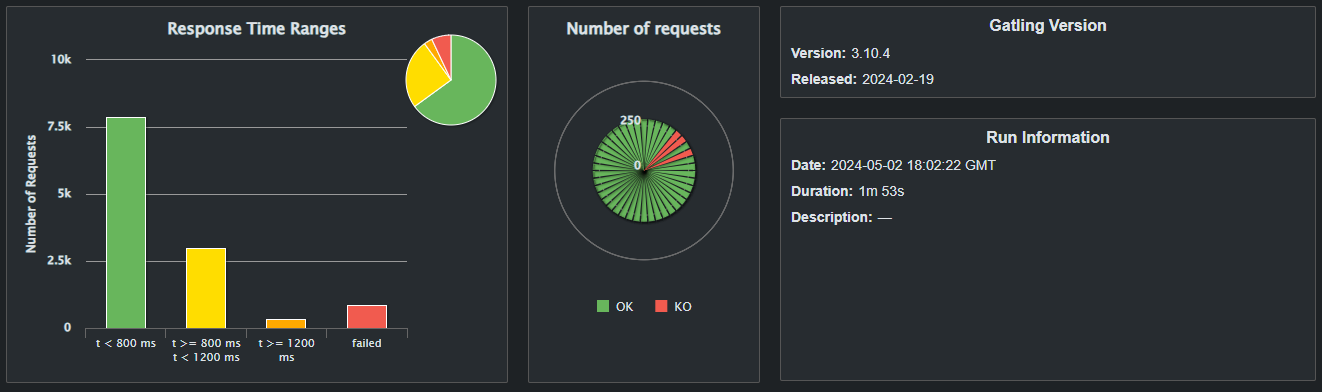 Response Time Ranges
Number of Requests
10k
7.5k
5k
2.5k
0
t < 800 ms
t >= 800 ms
t < 1200 ms
t >= 1200
ms
failed
Number of requests
250
0
OK
KO
Gatling Version
Version: 3.10.4
Released: 2024-02-19
Run Information
Date: 2024-05-02 18:02:22 GMT
Duration: 1m 53s
Description: —